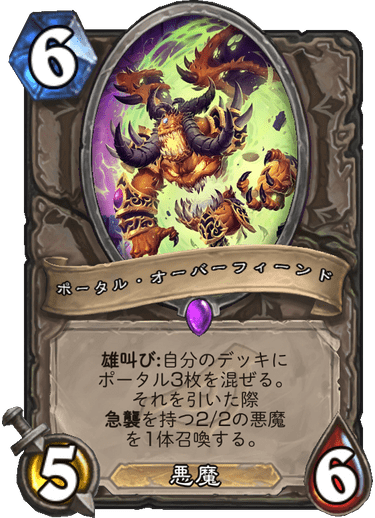 6
ポータル・オーバーフィーンド
雄叫び:自分のデッキに
ポータル3枚を混ぜる。
それを引いた際
急襲を持つ2/2の悪魔
を1体召喚する。
5
悪魔
6